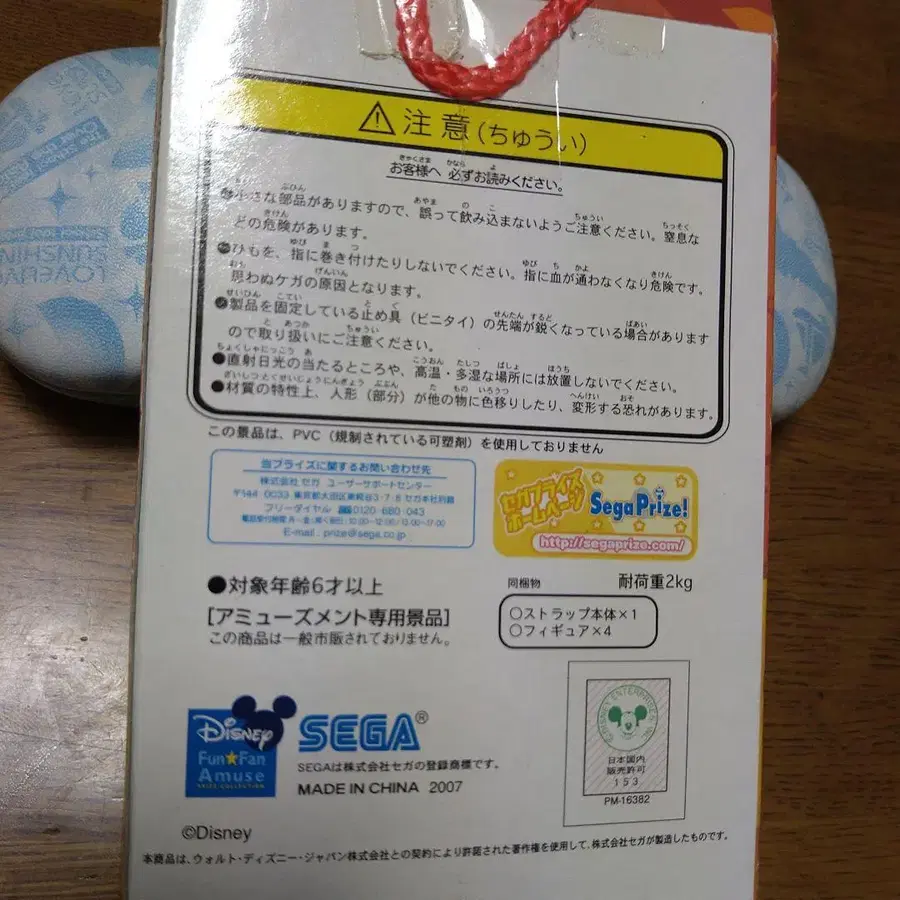 注意(ちゅうい)
お客様へ 必ずお読みください。
小さな部品がありますので、誤って飲み込まないようご注意ください。窒息な
どの危険があります。
ひもを、指に巻き付けたりしないでください。指に血が通わなくなり危険です。
思わぬケガの原因となります。
●製品を固定している止め具（ビニタイ）の先端が鋭くなっている場合があります
ので取り扱いにご注意ください。
●直射日光の当たるところや、高温・多湿な場所には放置しないでください。
●材質の特性上、人形（部分）が他の物に色移りしたり、変形する恐れがあります。
この景品は、PVC（規制されている可塑剤）を使用しておりません
当プライズに関するお問い合わせ先
株式会社 セガ ユーザーサポートセンター
フリーダイヤル 0120-680-043
E-mail. prize@sega.co.jp
セガプライズ
ホームページ
Sega Prize!
http://segaprize.com/
●対象年齢6才以上
[アミューズメント専用景品]
この商品は一般市販されておりません。
同梱物
耐荷重2kg
○ストラップ本体×1
○フィギュア×4
Disney
Fun★Fan
Amuse
SEGA®
SEGAは株式会社セガの登録商標です。
MADE IN CHINA 2007
日本国内
販売許可
153
PM-16382
©Disney
本商品は、ウォルト・ディズニー・ジャパン株式会社との契約により許諾された著作権を使用して、株式会社セガが製造したものです。